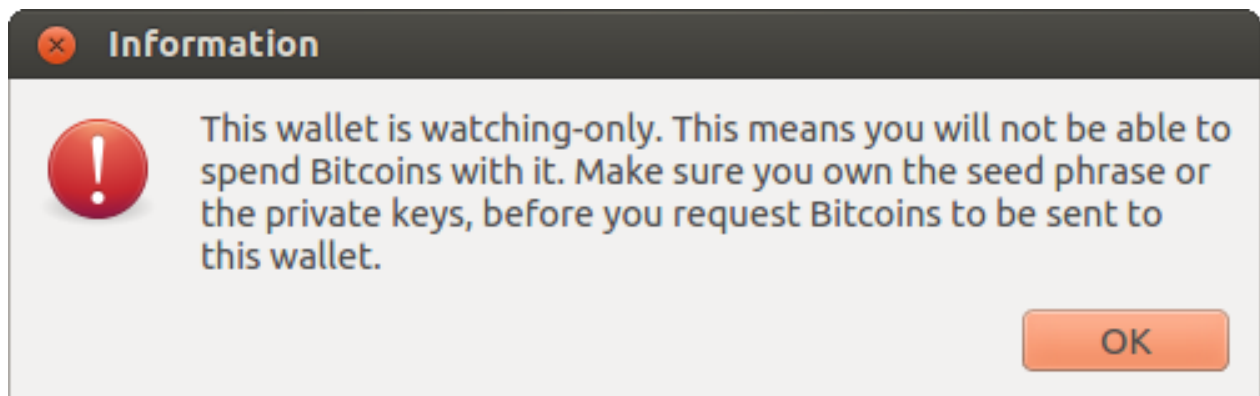 Information
This wallet is watching-only. This means you will not be able to
spend Bitcoins with it. Make sure you own the seed phrase or
the private keys, before you request Bitcoins to be sent to
this wallet.
OK